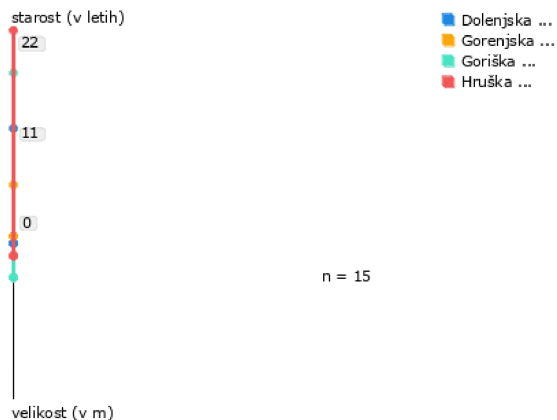 starost (v letih)
22
11
0
velikost (v m)
n = 15
Dolenjska ...
Gorenjska ...
Goriška ...
Hruška ...